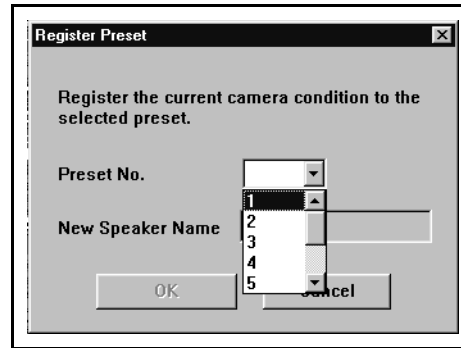 Register Preset
Register the current camera condition to the
selected preset.
Preset No.
1
2
New Speaker Name
3
4
5
OK